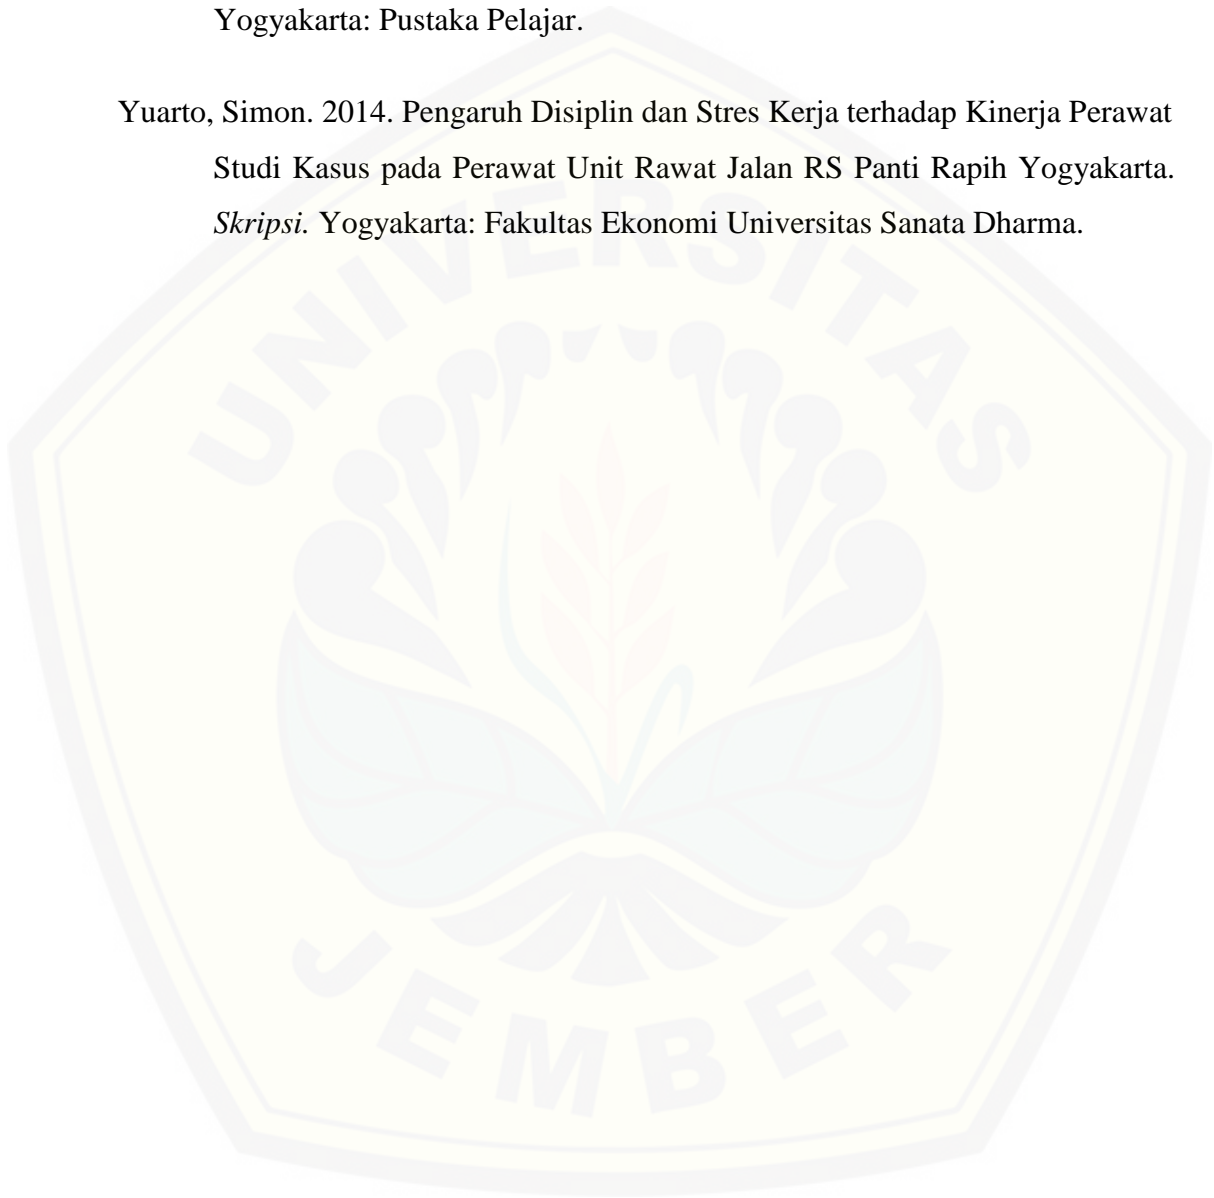 Yogyakarta: Pustaka Pelajar.
Yuarto, Simon. 2014. Pengaruh Disiplin dan Stres Kerja terhadap Kinerja Perawat
Studi Kasus pada Perawat Unit Rawat Jalan RS Panti Rapih Yogyakarta.
Skripsi. Yogyakarta: Fakultas Ekonomi Universitas Sanata Dharma.
UNIVERSITAS
JEMBER